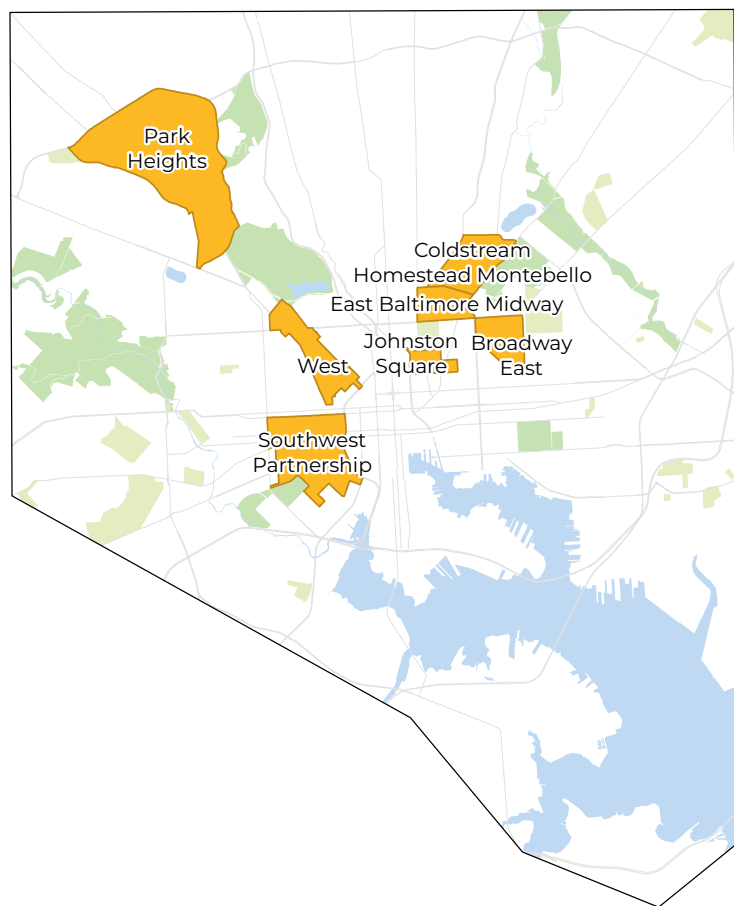 Park
Heights
Coldstream
Homestead Montebello
East Baltimore Midway
Johnston
Square
Broadway
East
West
Southwest
Partnership